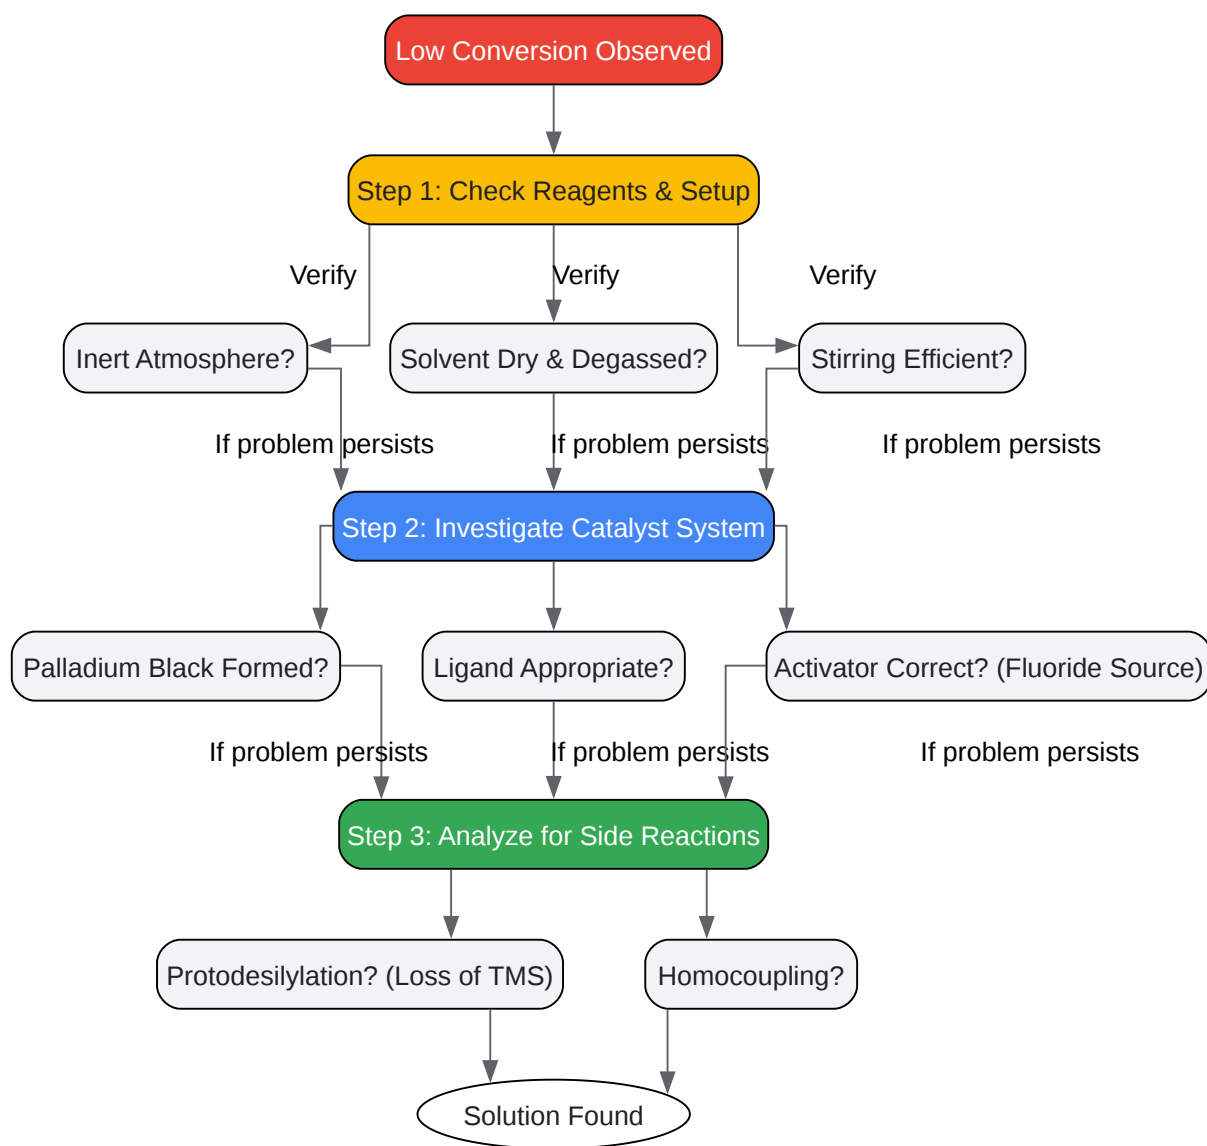 Low Conversion Observed
Step 1: Check Reagents & Setup
Verify
Verify
Verify
Inert Atmosphere?
Solvent Dry & Degassed?
Stirring Efficient?
If problem persists
If problem persists
If problem persists
Step 2: Investigate Catalyst System
Palladium Black Formed?
Ligand Appropriate?
Activator Correct? (Fluoride Source)
If problem persists
If problem persists
If problem persists
Step 3: Analyze for Side Reactions
Protodesilylation? (Loss of TMS)
Homocoupling?
Solution Found